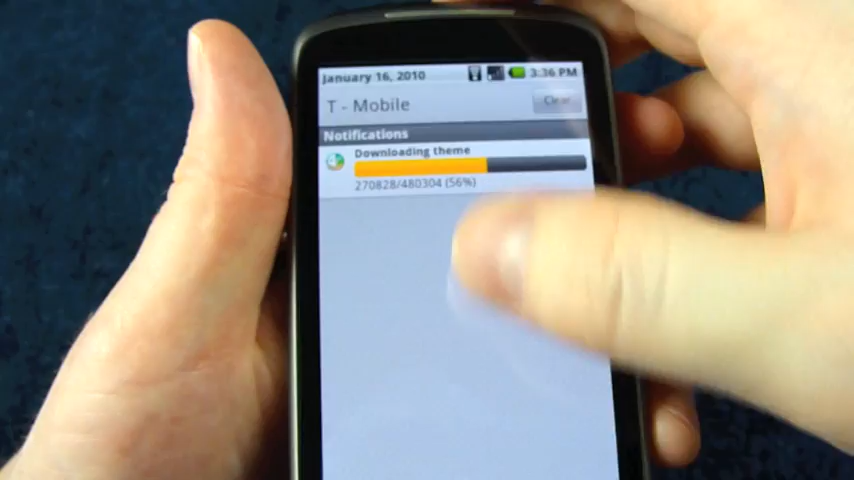 January 16, 2010 3:36 PM
T - Mobile Clear
Notifications
Downloading theme
270828/480304 (56%)